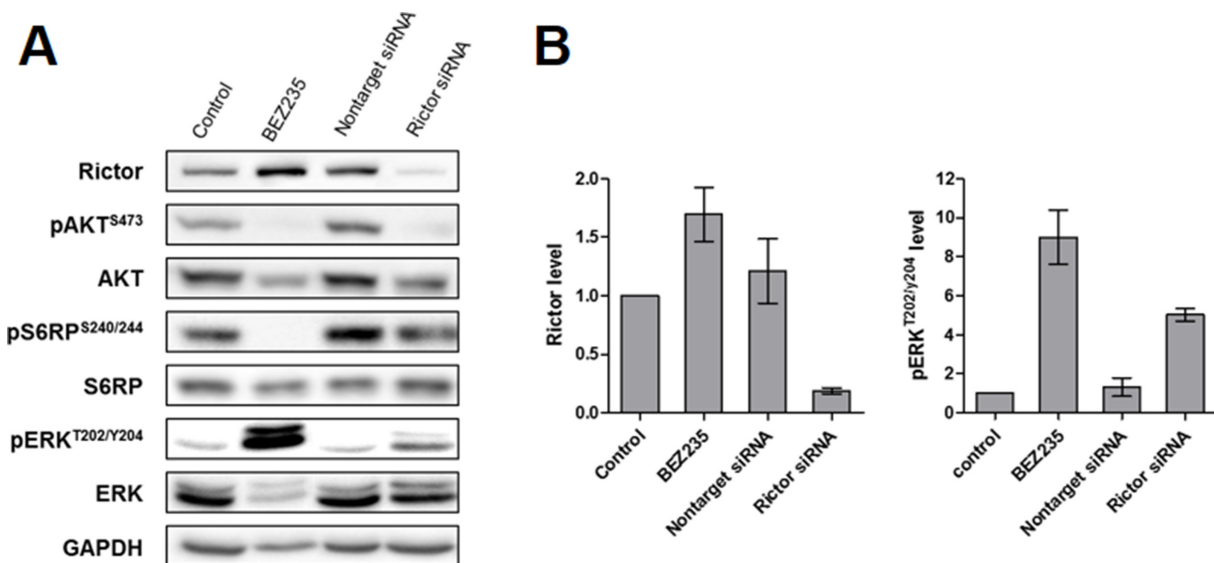 A
B
Control
BEZ235
Nontarget siRNA
Rictor siRNA
Rictor
pAKTS473
AKT
pS6RPS240/244
S6RP
pERKT202/Y204
ERK
GAPDH
Rictor level
2.0
1.5
1.0
0.5
0.0
Control
BEZ235
Nontarget siRNA
Rictor siRNA
pERKT202/y204 level
12
10
8
6
4
2
0
control
BEZ235
Nontarget siRNA
Rictor siRNA